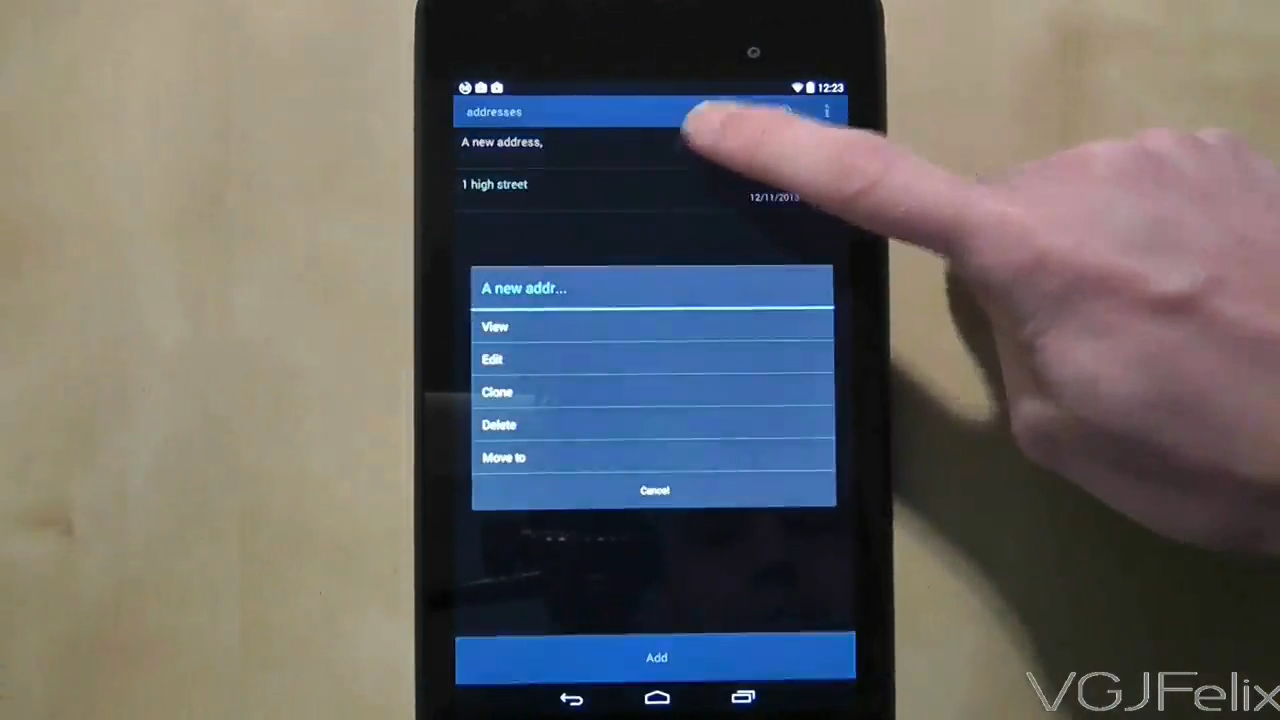 12:23
addresses
A new address,
1 high street
12/11/2013
A new addr...
View
Edit
Clone
Delete
Move to
Cancel
Add
VGJFelix